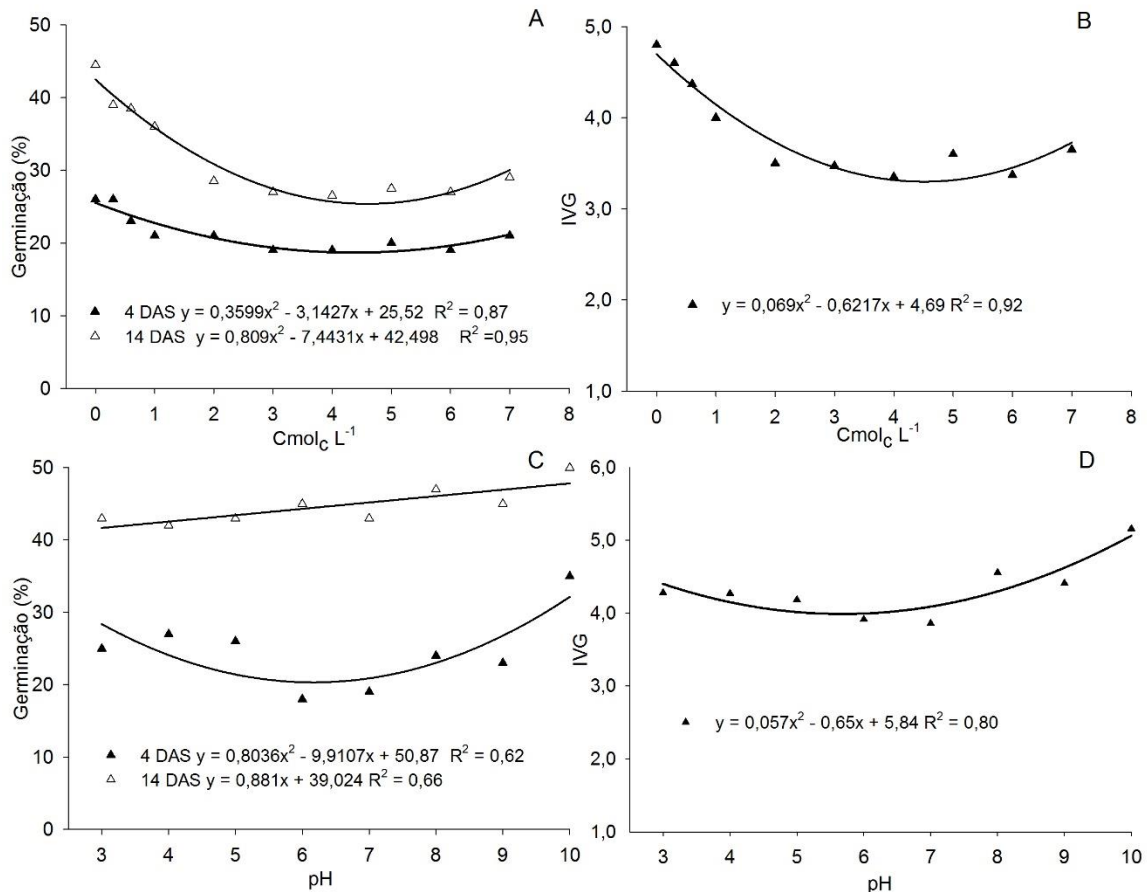 A
50
40
30
20
10
0
Germinação (%)
▲ 4 DAS y = 0,3599x² - 3,1427x + 25,52 R² = 0,87
△ 14 DAS y = 0,809x² - 7,4431x + 42,498 R² =0,95
0 1 2 3 4 5 6 7 8
Cmolc L⁻¹
B
5,0
4,0
3,0
2,0
1,0
IVG
▲ y = 0,069x² - 0,6217x + 4,69 R² = 0,92
0 1 2 3 4 5 6 7 8
Cmolc L⁻¹
C
50
40
30
20
10
0
Germinação (%)
▲ 4 DAS y = 0,8036x² - 9,9107x + 50,87 R² = 0,62
△ 14 DAS y = 0,881x + 39,024 R² = 0,66
3 4 5 6 7 8 9 10
pH
D
6,0
5,0
4,0
3,0
2,0
1,0
IVG
▲ y = 0,057x² - 0,65x + 5,84 R² = 0,80
3 4 5 6 7 8 9 10
pH